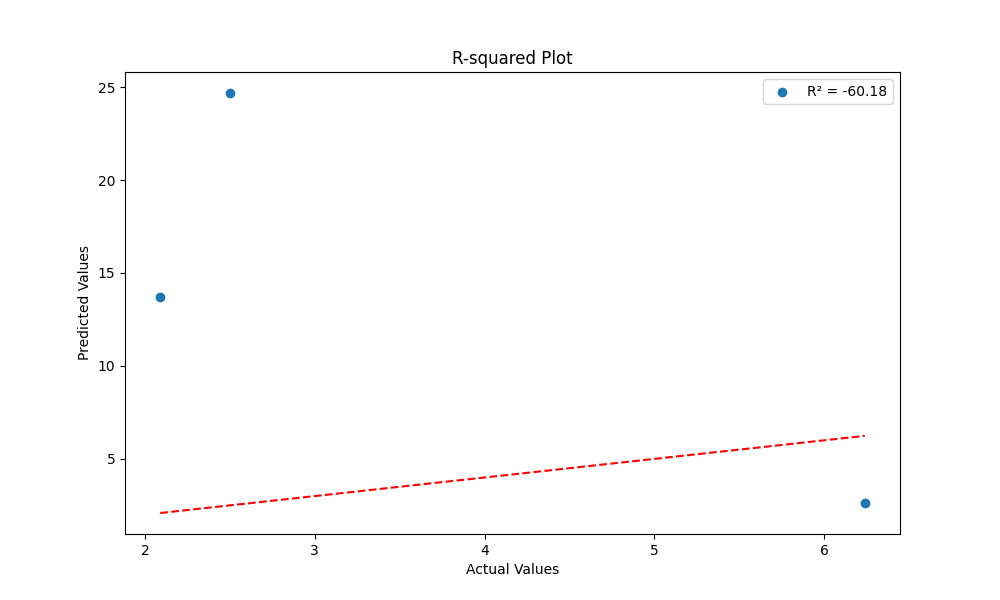 R-squared Plot
R² = -60.18
25
20
15
10
5
Predicted Values
2 3 4 5 6
Actual Values